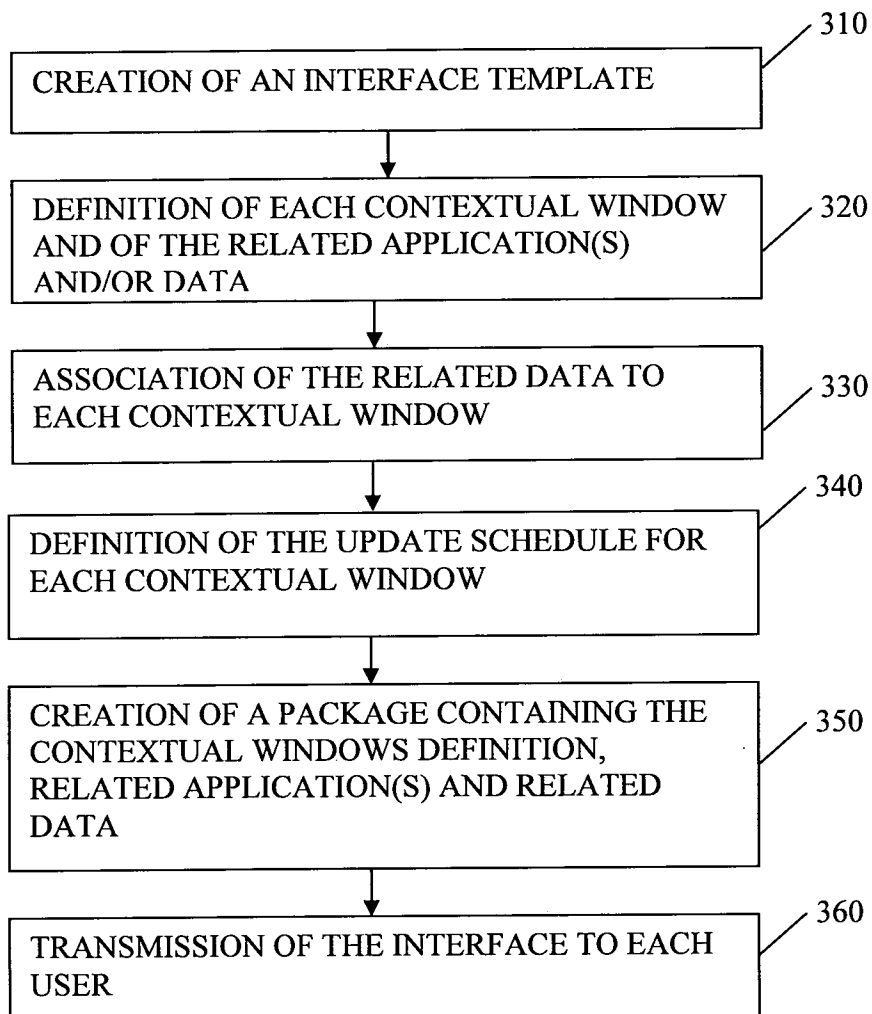 310
CREATION OF AN INTERFACE TEMPLATE
DEFINITION OF EACH CONTEXTUAL WINDOW
AND OF THE RELATED APPLICATION(S)
AND/OR DATA
320
ASSOCIATION OF THE RELATED DATA TO
EACH CONTEXTUAL WINDOW
330
340
DEFINITION OF THE UPDATE SCHEDULE FOR
EACH CONTEXTUAL WINDOW
CREATION OF A PACKAGE CONTAINING THE
CONTEXTUAL WINDOWS DEFINITION,
RELATED APPLICATION(S) AND RELATED
DATA
350
360
TRANSMISSION OF THE INTERFACE TO EACH
USER